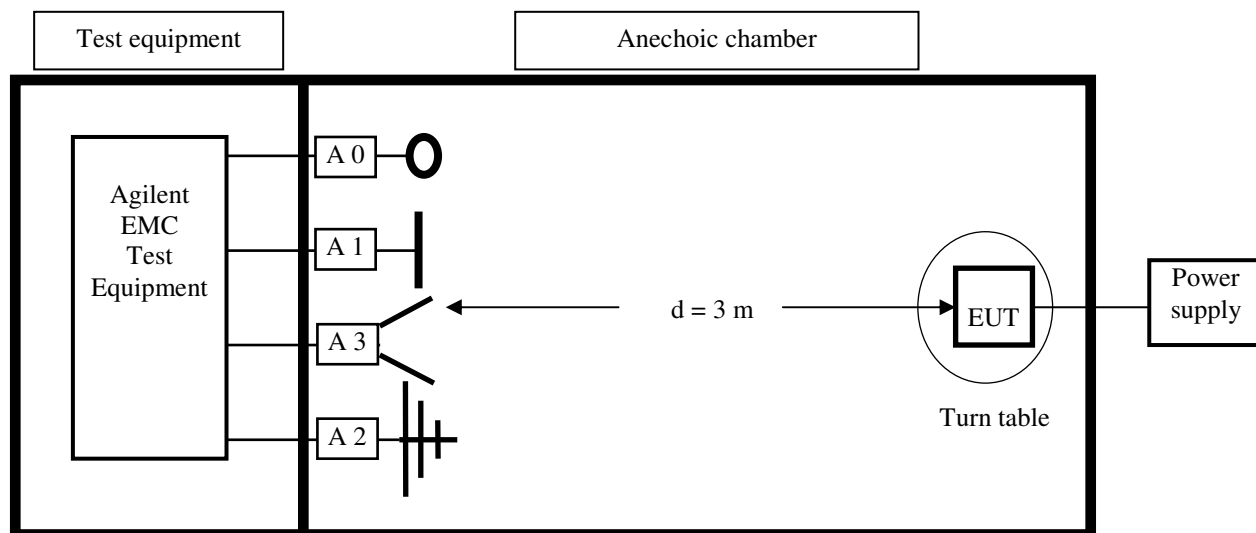 Test equipment
Anechoic chamber
Agilent
EMC
Test
Equipment
A 0
A 1
A 3
A 2
d = 3 m
EUT
Turn table
Power
supply